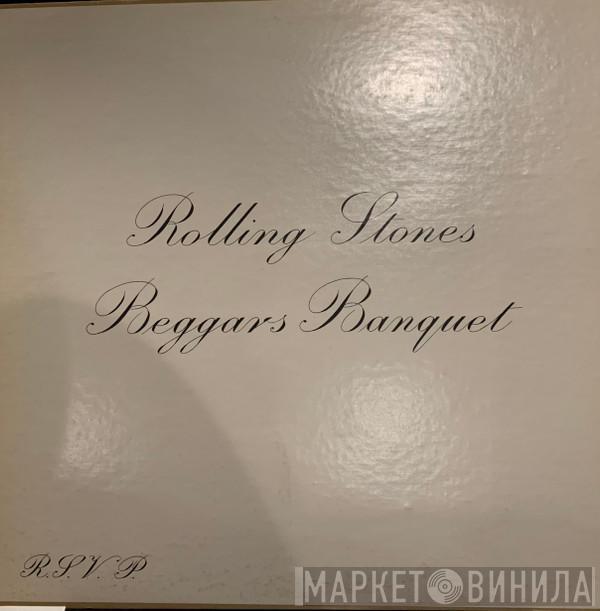 Rolling Stones
Beggars Banquet
R.S.V.P.
МАРКЕТ ВИНИЛА